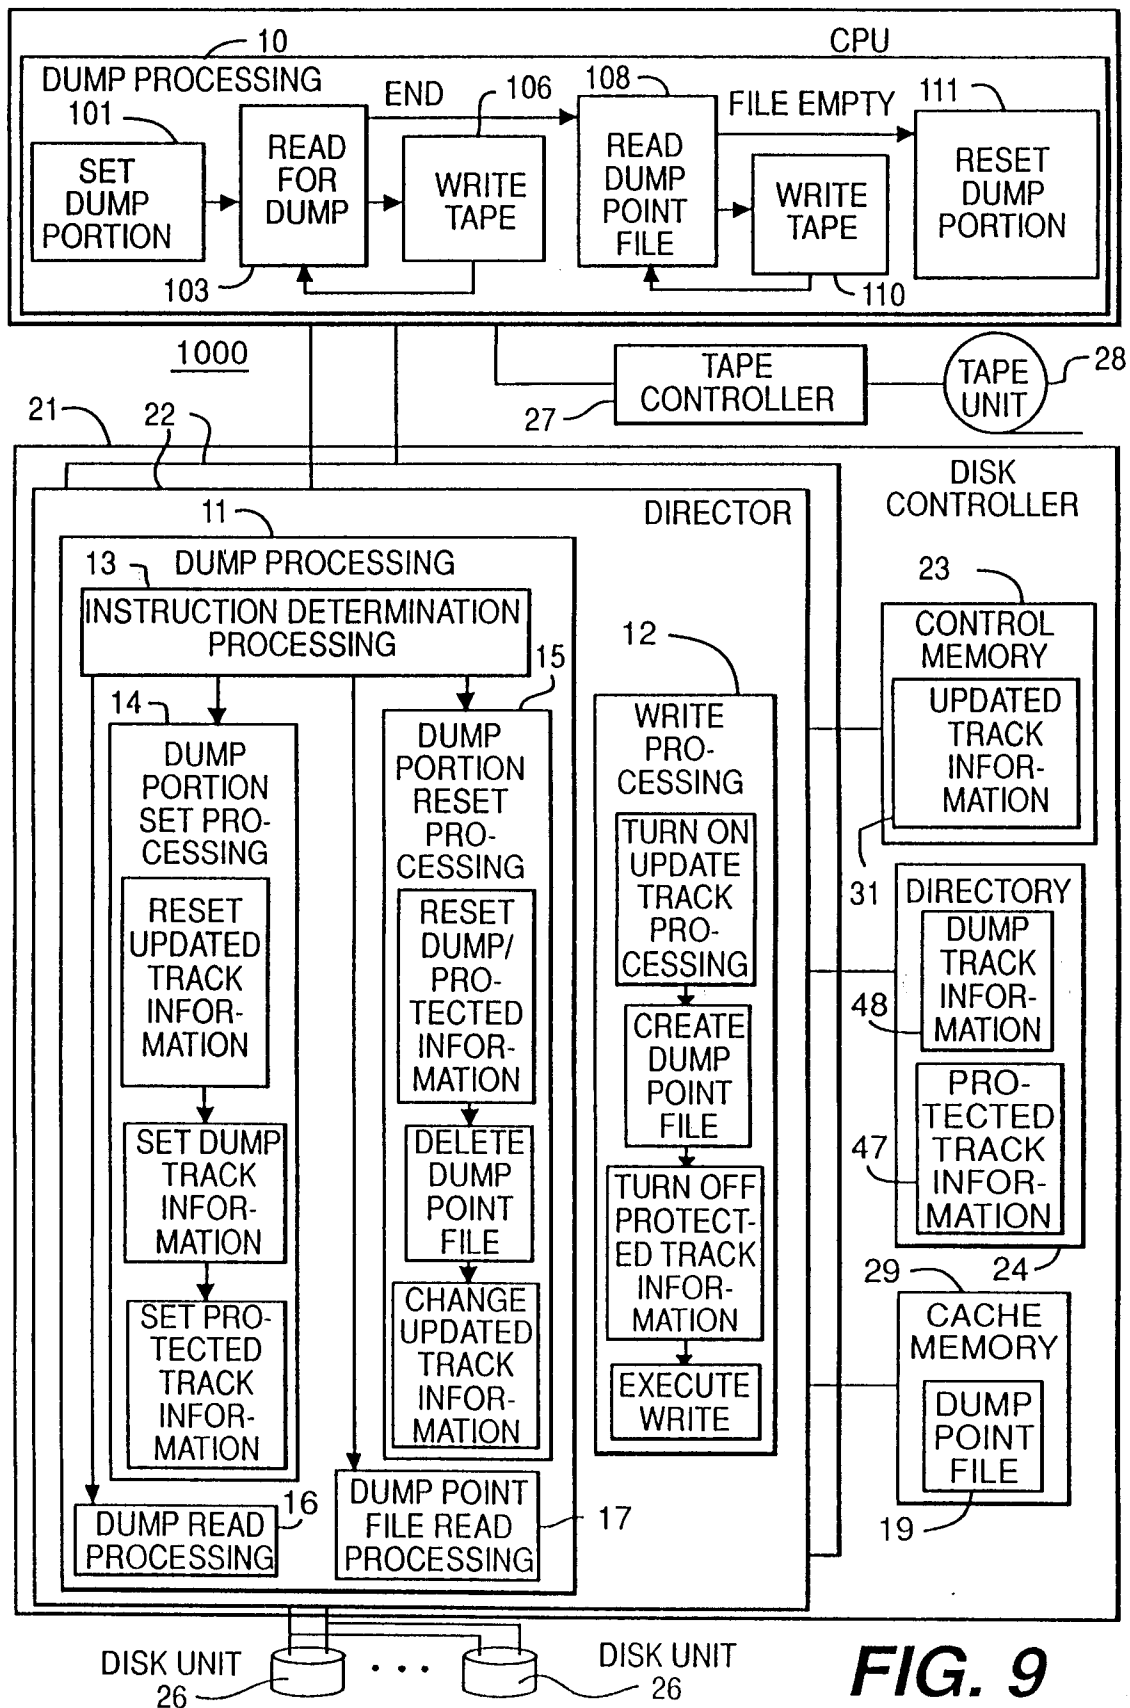 10
CPU
DUMP PROCESSING
END
106
108
FILE EMPTY
111
101
SET
DUMP
PORTION
READ
FOR
DUMP
WRITE
TAPE
READ
DUMP
POINT
FILE
WRITE
TAPE
RESET
DUMP
PORTION
103
110
1000
TAPE
CONTROLLER
27
TAPE
UNIT
28
21
22
DISK
CONTROLLER
DIRECTOR
11
DUMP PROCESSING
13
INSTRUCTION DETERMINATION
PROCESSING
14
DUMP
PORTION
SET PRO-
CESSING
RESET
UPDATED
TRACK
INFOR-
MATION
SET DUMP
TRACK
INFOR-
MATION
SET PRO-
TECTED
TRACK
INFOR-
MATION
15
DUMP
PORTION
RESET
PRO-
CESSING
RESET
DUMP/
PRO-
TECTED
INFOR-
MATION
DELETE
DUMP
POINT
FILE
CHANGE
UPDATED
TRACK
INFOR-
MATION
16
DUMP READ
PROCESSING
DUMP POINT
FILE READ
PROCESSING
17
12
WRITE
PRO-
CESSING
TURN ON
UPDATE
TRACK
PRO-
CESSING
CREATE
DUMP
POINT
FILE
TURN OFF
PROTECT-
ED TRACK
INFOR-
MATION
EXECUTE
WRITE
23
CONTROL
MEMORY
UPDATED
TRACK
INFOR-
MATION
31
DIRECTORY
DUMP
TRACK
INFOR-
MATION
48
PRO-
TECTED
TRACK
INFOR-
MATION
47
24
29
CACHE
MEMORY
DUMP
POINT
FILE
19
DISK UNIT
26
• • •
DISK UNIT
26
FIG. 9